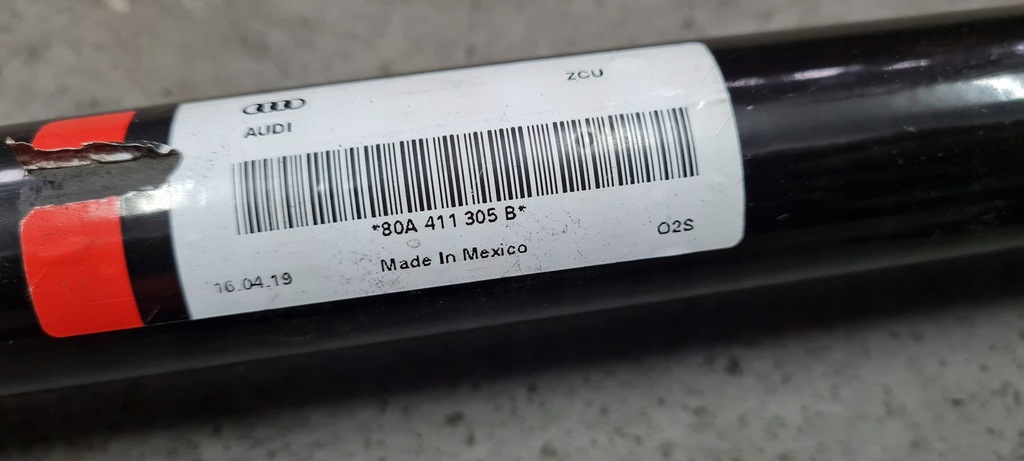 ZCU
AUDI
*80A 411 305 B*
Made In Mexico
O2S
16.04.19